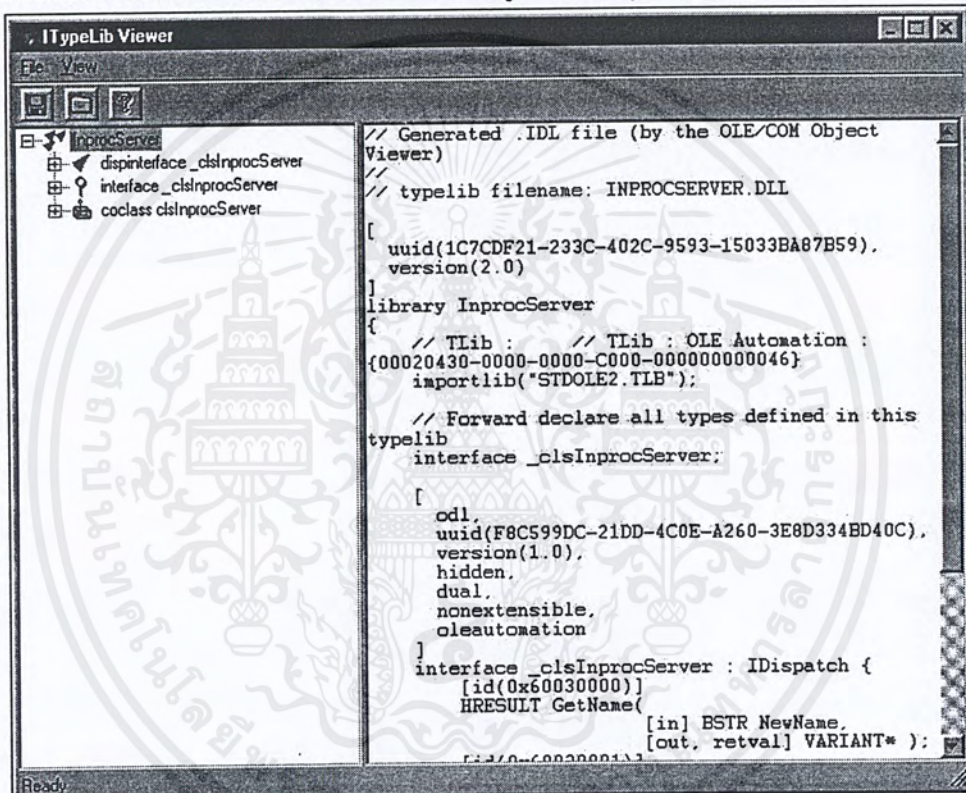 ITypeLib Viewer
File View
InprocServer
dispinterface _clsInprocServer
interface _clsInprocServer
coclass clsInprocServer
// Generated .IDL file (by the OLE/COM Object
Viewer)
//
// typelib filename: INPROCSERVER.DLL
[
uuid(1C7CDF21-233C-402C-9593-15033BA87B59),
version(2.0)
]
library InprocServer
{
// TLib :     // TLib : OLE Automation :
{00020430-0000-0000-C000-000000000046}
importlib("STDOLE2.TLB");
// Forward declare all types defined in this
typelib
interface _clsInprocServer;
[
odl,
uuid(F8C599DC-21DD-4C0E-A260-3E8D334BD40C),
version(1.0),
hidden,
dual,
nonextensible,
oleautomation
]
interface _clsInprocServer : IDispatch {
[id(0x60030000)]
HRESULT GetName(
[in] BSTR NewName,
[out, retval] VARIANT* );
Ready